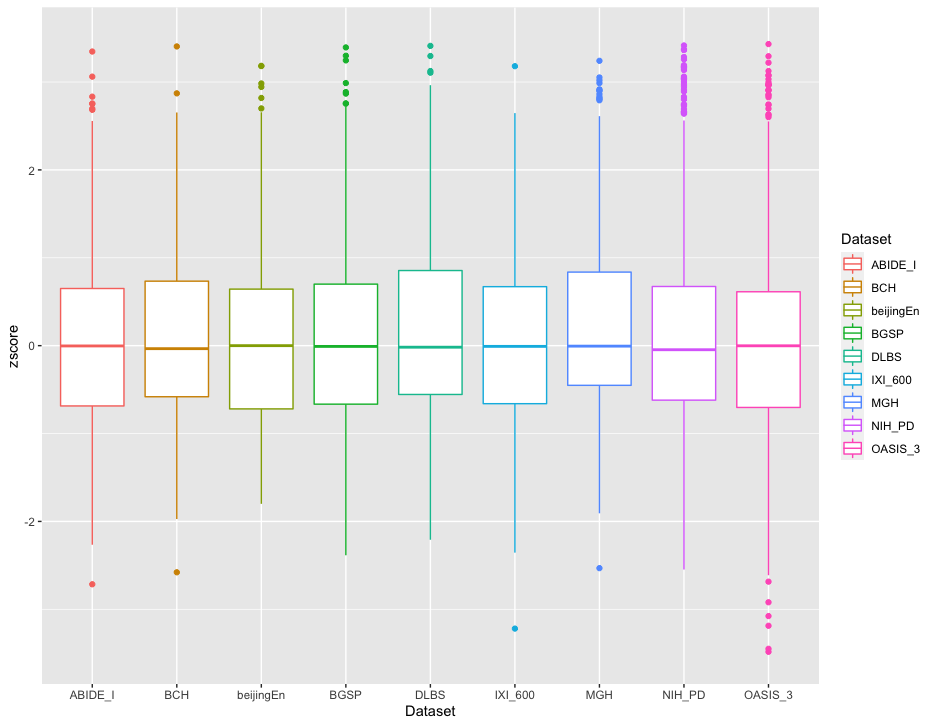 zscore
2
0
-2
ABIDE_I BCH beijingEn BGSP DLBS IXI_600 MGH NIH_PD OASIS_3
Dataset
Dataset
ABIDE_I
BCH
beijingEn
BGSP
DLBS
IXI_600
MGH
NIH_PD
OASIS_3